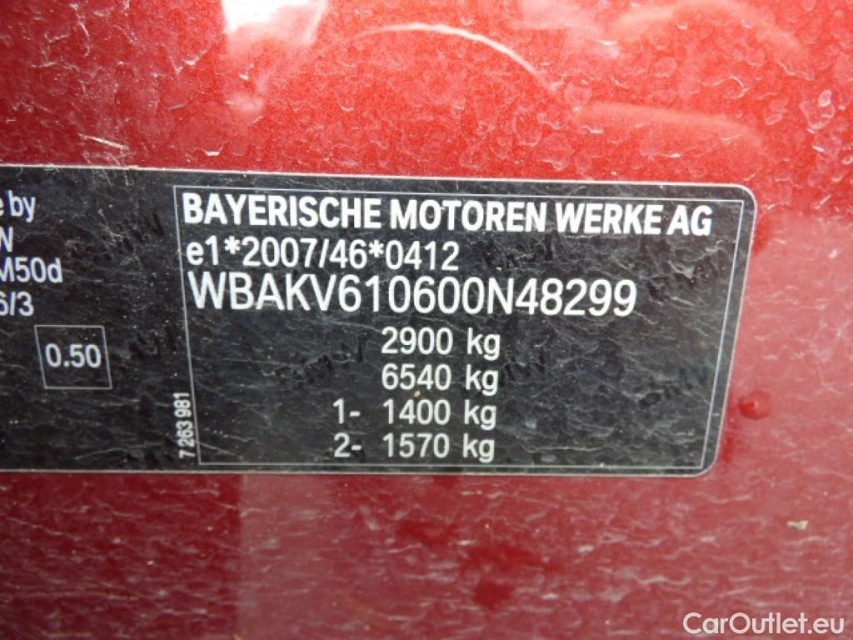 e by
W
M50d
6/3
0.50
7 263 981
BAYERISCHE MOTOREN WERKE AG
e1*2007/46*0412
WBAKV610600N48299
2900 kg
6540 kg
1- 1400 kg
2- 1570 kg
CarOutlet.eu